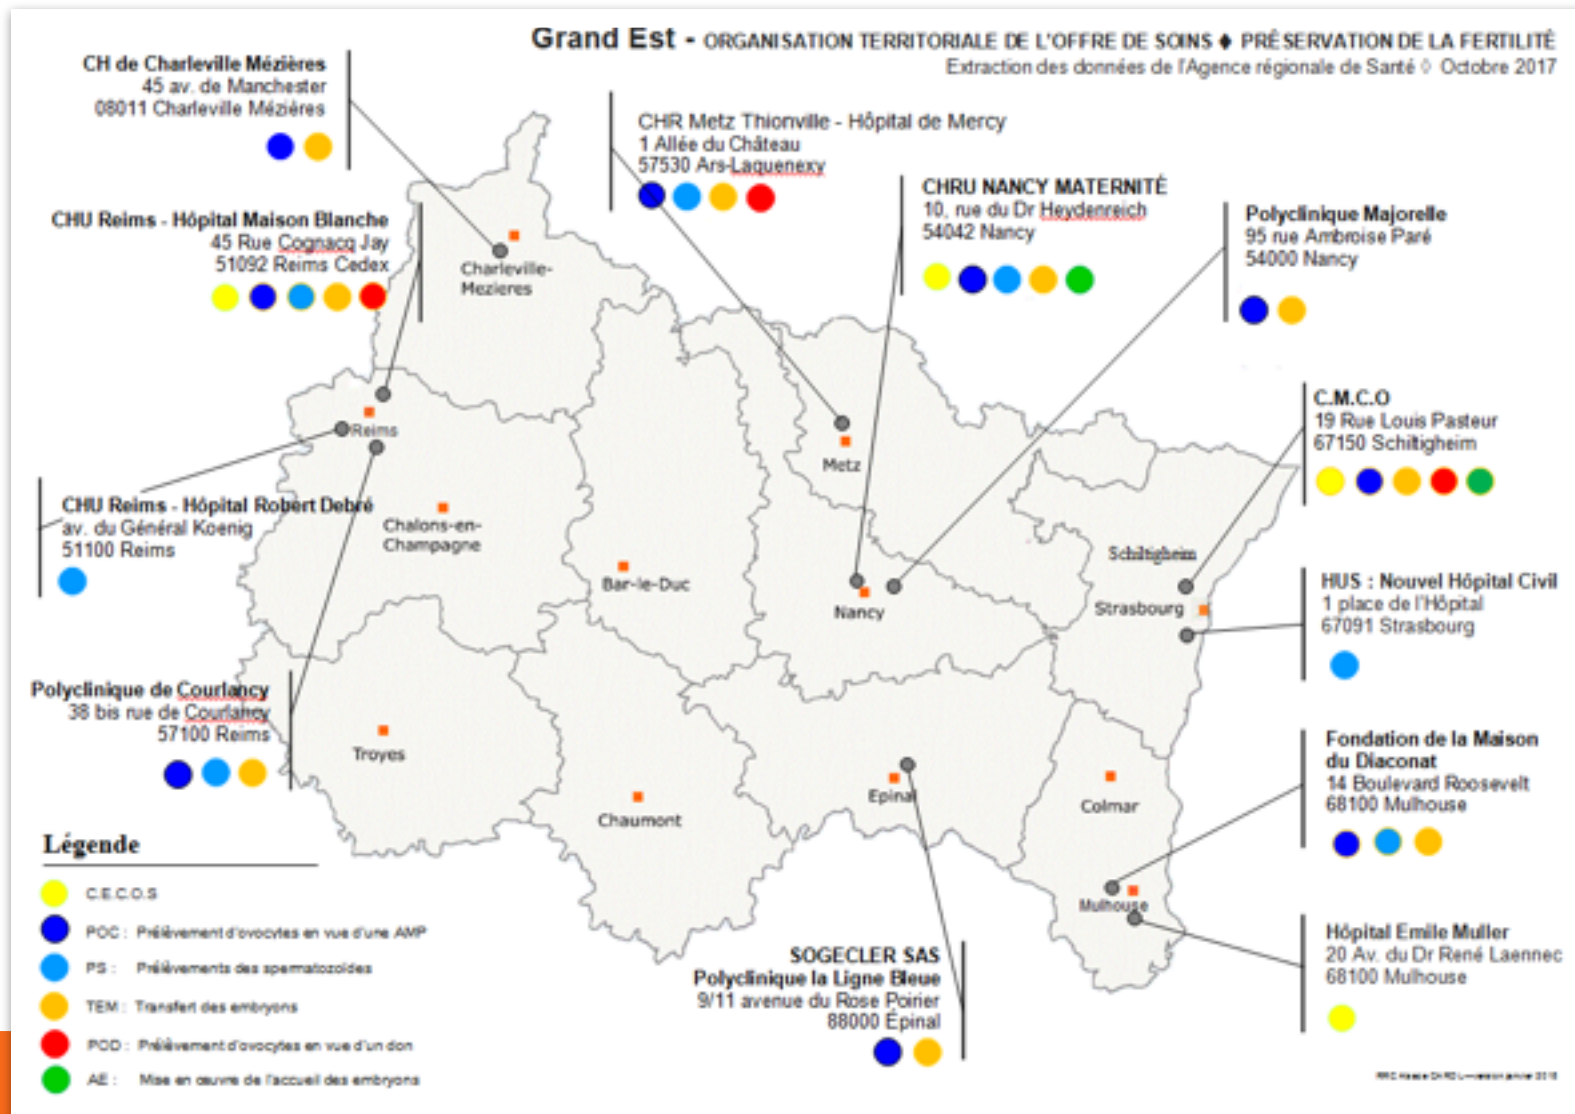 Grand Est - ORGANISATION TERRITORIALE DE L'OFFRE DE SOINS ♦ PRÉSERVATION DE LA FERTILITÉ
Extraction des données de l'Agence régionale de Santé ◊ Octobre 2017
CH de Charleville Mézières
45 av. de Manchester
08011 Charleville Mézières
CHR Metz Thionville - Hôpital de Mercy
1 Allée du Château
57530 Ars-Laquenexy
CHRU NANCY MATERNITÉ
10, rue du Dr Heydenreich
54042 Nancy
Polyclinique Majorelle
95 rue Ambroise Paré
54000 Nancy
CHU Reims - Hôpital Maison Blanche
45 Rue Cognacq Jay
51092 Reims Cedex
C.M.C.O
19 Rue Louis Pasteur
67150 Schiltigheim
CHU Reims - Hôpital Robert Debré
av. du Général Koenig
51100 Reims
HUS : Nouvel Hôpital Civil
1 place de l'Hôpital
67091 Strasbourg
Polyclinique de Courlancy
38 bis rue de Courlancy
57100 Reims
Fondation de la Maison
du Diaconat
14 Boulevard Roosevelt
68100 Mulhouse
Hôpital Emile Muller
20 Av. du Dr René Laennec
68100 Mulhouse
SOGECLER SAS
Polyclinique la Ligne Bleue
9/11 avenue du Rose Poirier
88000 Épinal
Charleville-
Mezieres
Reims
Chalons-en-
Champagne
Bar-le-Duc
Metz
Nancy
Schiltigheim
Strasbourg
Troyes
Chaumont
Epinal
Colmar
Mulhouse
Légende
C.E.C.O.S
POC : Prélèvement d'ovocytes en vue d'une AMP
PS : Prélèvements des spermatozoïdes
TEM : Transfert des embryons
POD : Prélèvement d'ovocytes en vue d'un don
AE : Mise en œuvre de l'accueil des embryons